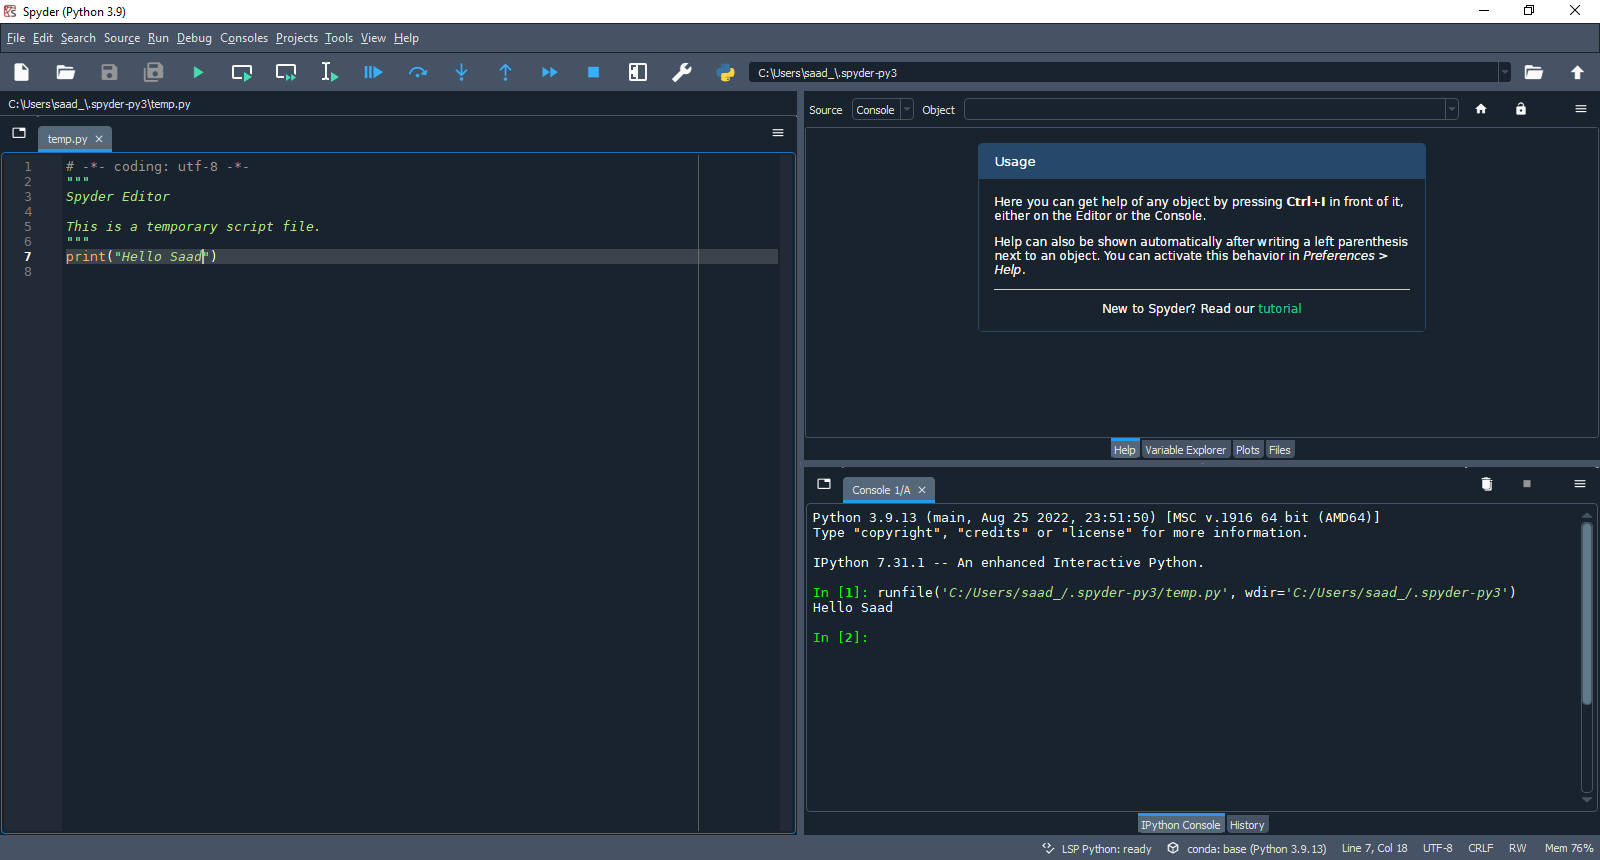 Spyder (Python 3.9)
File Edit Search Source Run Debug Consoles Projects Tools View Help
C:\Users\saad_\.spyder-py3
C:\Users\saad_\.spyder-py3\temp.py
temp.py
1 # -*- coding: utf-8 -*-
2 """
3 Spyder Editor
4
5 This is a temporary script file.
6 """
7 print("Hello Saad")
8
Source Console Object
Usage
Here you can get help of any object by pressing Ctrl+I in front of it,
either on the Editor or the Console.
Help can also be shown automatically after writing a left parenthesis
next to an object. You can activate this behavior in Preferences >
Help.
New to Spyder? Read our tutorial
Help Variable Explorer Plots Files
Console 1/A
Python 3.9.13 (main, Aug 25 2022, 23:51:50) [MSC v.1916 64 bit (AMD64)]
Type "copyright", "credits" or "license" for more information.
IPython 7.31.1 -- An enhanced Interactive Python.
In [1]: runfile('C:/Users/saad_/.spyder-py3/temp.py', wdir='C:/Users/saad_/.spyder-py3')
Hello Saad
In [2]:
IPython Console History
LSP Python: ready conda: base (Python 3.9.13) Line 7, Col 18 UTF-8 CRLF RW Mem 76%